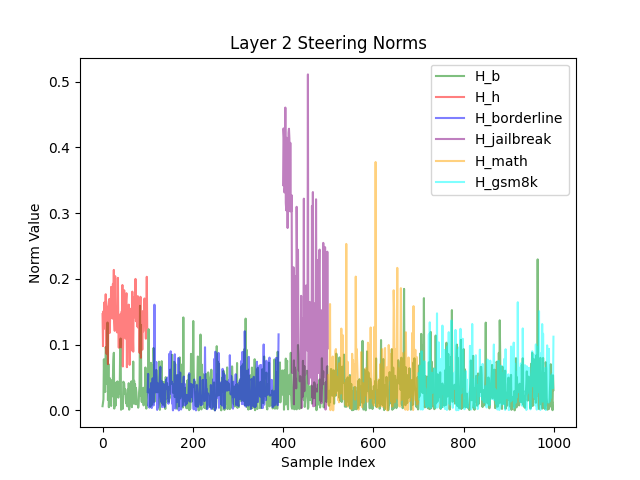 Layer 2 Steering Norms
Norm Value
0.5
0.4
0.3
0.2
0.1
0.0
H_b
H_h
H_borderline
H_jailbreak
H_math
H_gsm8k
0 200 400 600 800 1000
Sample Index